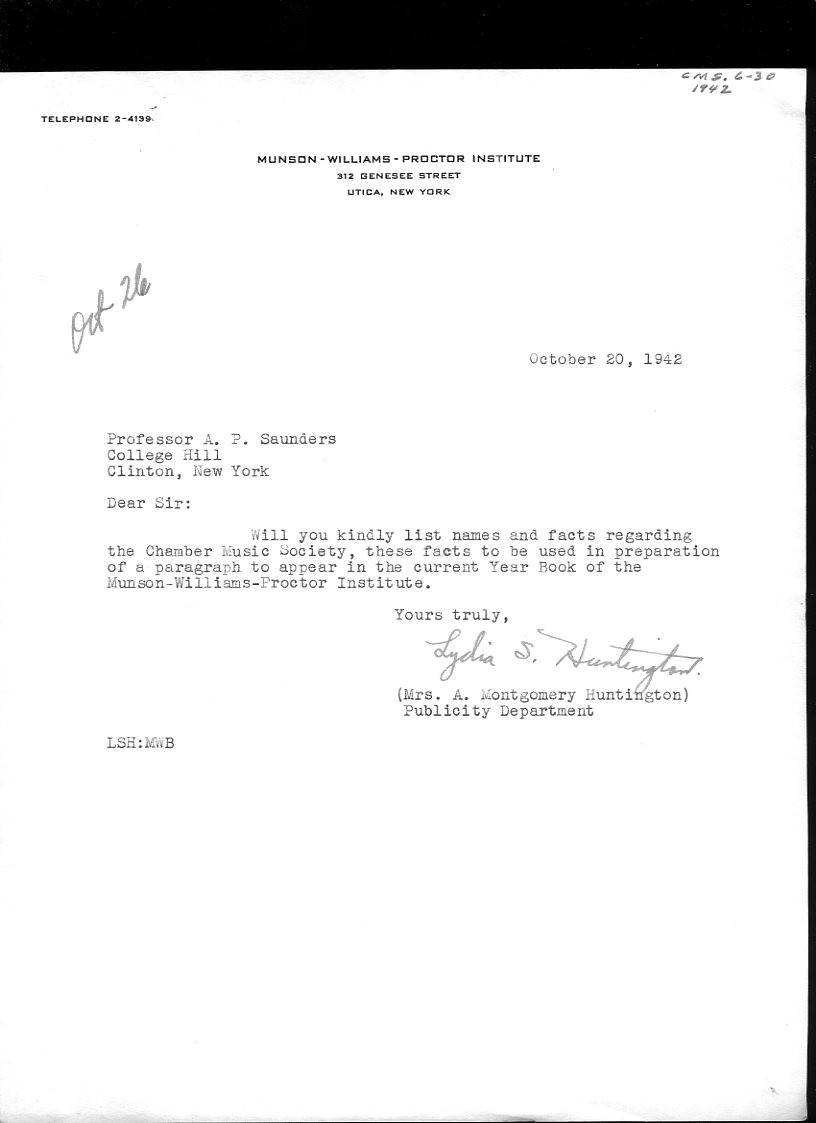 CMS. 6-30
1942
TELEPHONE 2-4139
MUNSON-WILLIAMS-PROCTOR INSTITUTE
312 GENESEE STREET
UTICA, NEW YORK
Oct 26
October 20, 1942
Professor A. P. Saunders
College Hill
Clinton, New York
Dear Sir:
Will you kindly list names and facts regarding
the Chamber Music Society, these facts to be used in preparation
of a paragraph to appear in the current Year Book of the
Munson-Williams-Proctor Institute.
Yours truly,
Lydia S. Huntington.
(Mrs. A. Montgomery Huntington)
Publicity Department
LSH:MWB